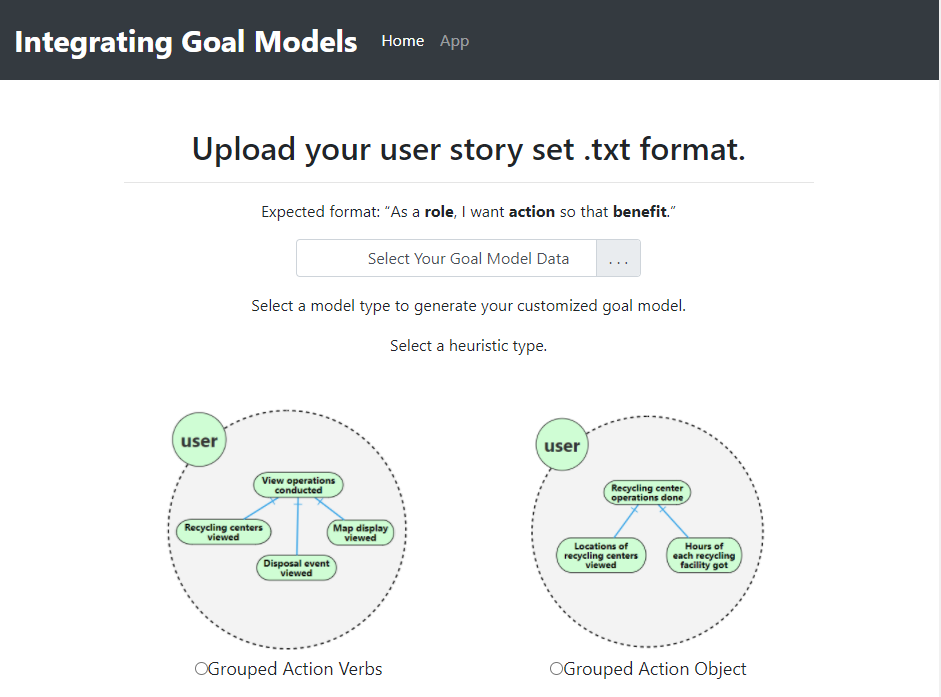 Integrating Goal Models Home App
Upload your user story set .txt format.
Expected format: “As a role, I want action so that benefit.”
Select Your Goal Model Data ...
Select a model type to generate your customized goal model.
Select a heuristic type.
user
View operations
conducted
Recycling centers
viewed
Map display
viewed
Disposal event
viewed
Grouped Action Verbs
user
Recycling center
operations done
Locations of
recycling centers
viewed
Hours of
each recycling
facility got
Grouped Action Object